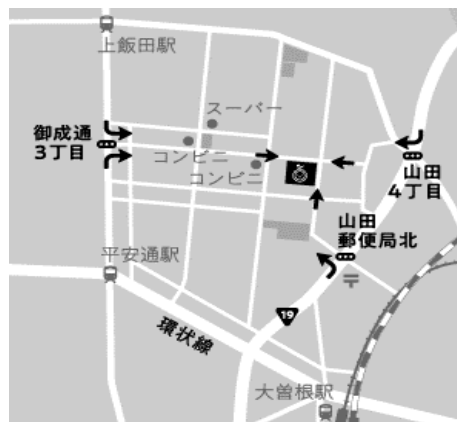 上飯田駅
スーパー
御成通
3丁目
コンビニ
コンビニ
山田
4丁目
山田
郵便局北
平安通駅
〒
19
環状線
大曽根駅